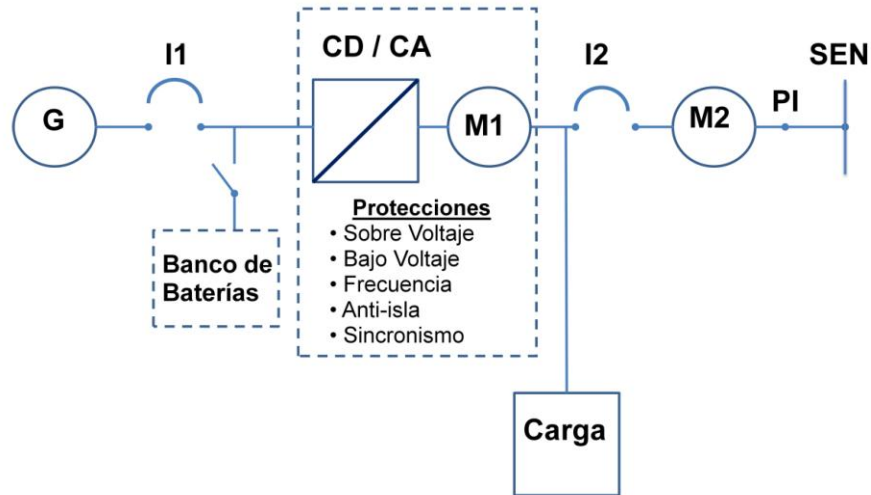 I1
CD / CA
I2
SEN
G
M1
M2
PI
Protecciones
• Sobre Voltaje
• Bajo Voltaje
• Frecuencia
• Anti-isla
• Sincronismo
Banco de
Baterías
Carga